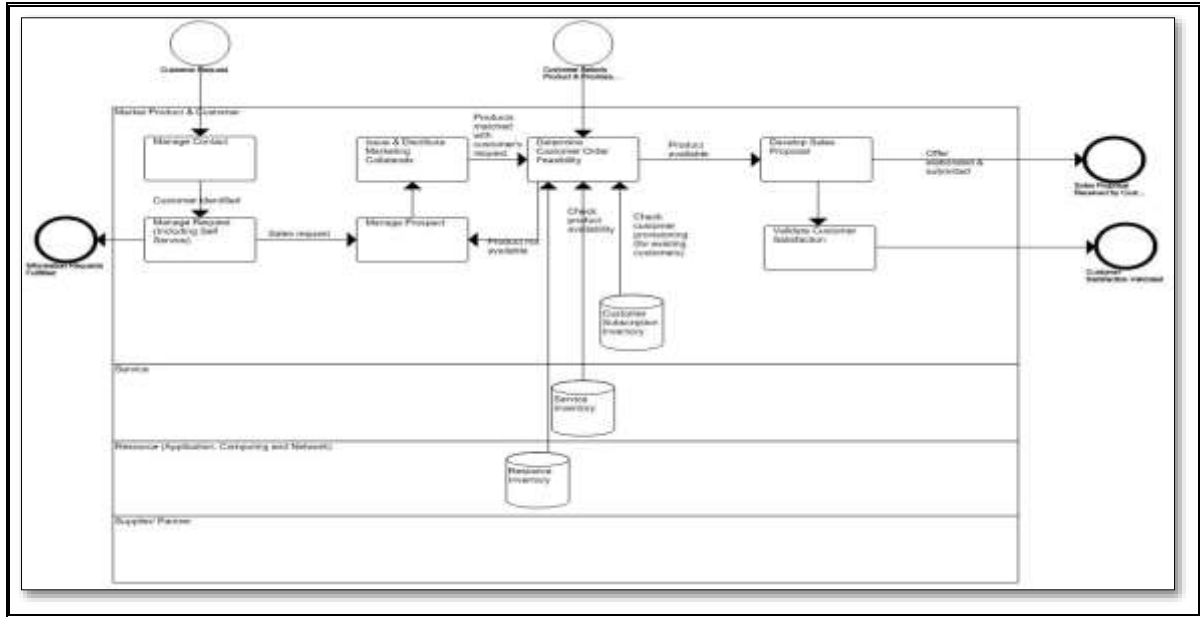 Customer Request
Customer Selects
Product & Promise...
Market Product & Customer
Manage Contact
Issue & Distribute
Marketing
Collaterals
Products
matched
with
customer's
request
Determine
Customer Order
Feasibility
Product
available
Develop Sales
Proposal
Offer
elaborated &
submitted
Sales Proposal
Received by Cust...
Customer identified
Manage Request
(Including Self
Service)
Sales request
Manage Prospect
Product not
available
Check
product
availability
Check
customer
provisioning
(for existing
customers)
Validate Customer
Satisfaction
Information Requests
Fulfilled
Customer
Satisfaction Validated
Customer
Subscription
Inventory
Service
Service
Inventory
Resource (Application, Computing and Network)
Resource
Inventory
Supplier/ Partner